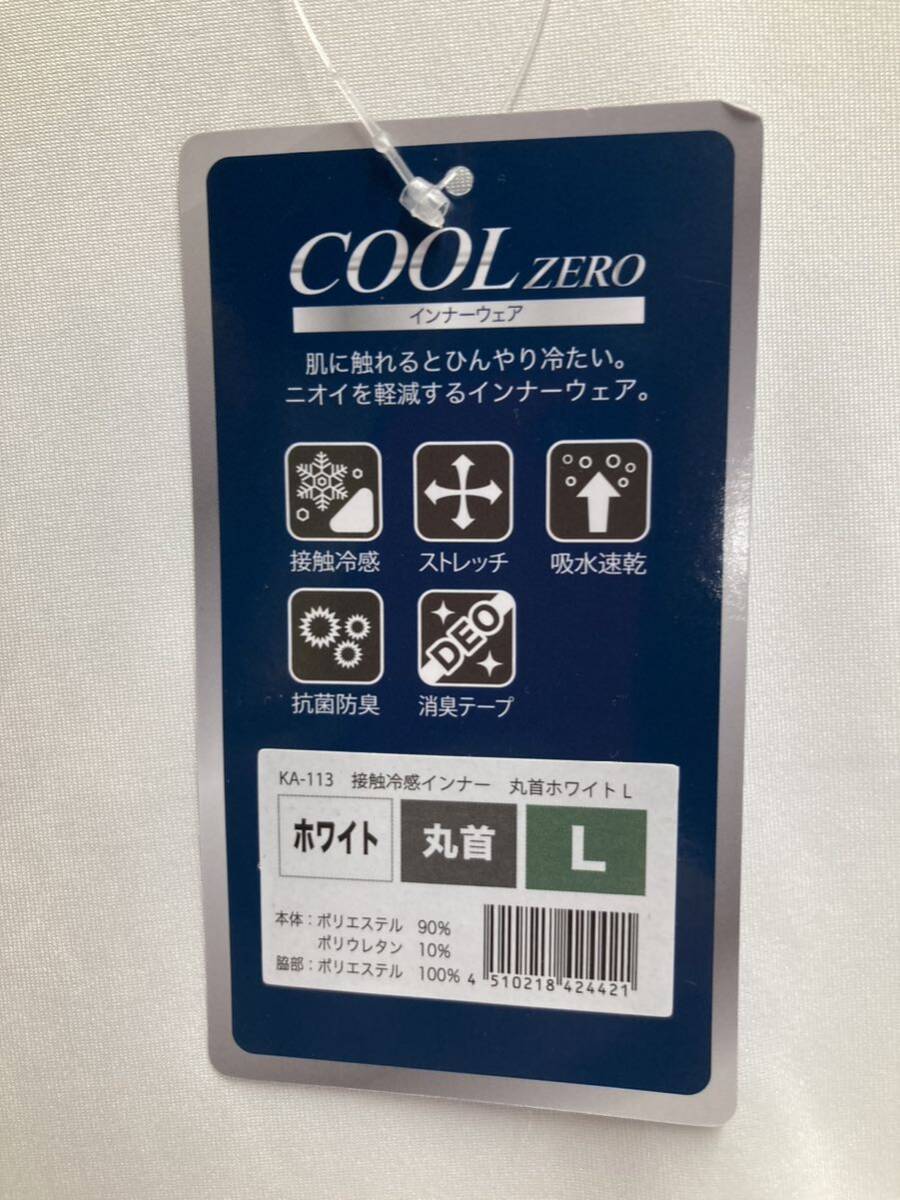 COOL ZERO
インナーウェア
肌に触れるとひんやり冷たい。
ニオイを軽減するインナーウェア。
接触冷感 ストレッチ 吸水速乾
DEO
抗菌防臭 消臭テープ
KA-113 接触冷感インナー 丸首ホワイト L
ホワイト 丸首 L
本体：ポリエステル 90%
ポリウレタン 10%
脇部：ポリエステル 100%
4 510218 424421